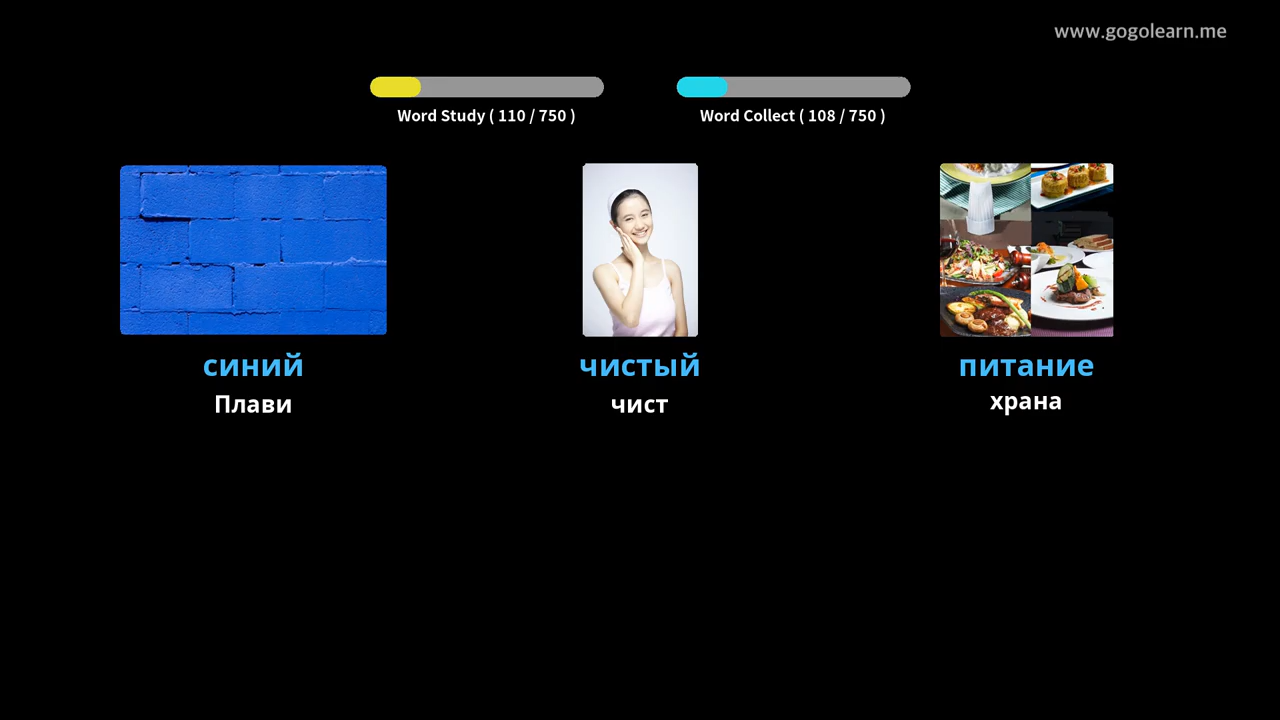 www.gogolearn.me
Word Study ( 110 / 750 )
Word Collect ( 108 / 750 )
синий
чистый
питание
Плави
чист
храна